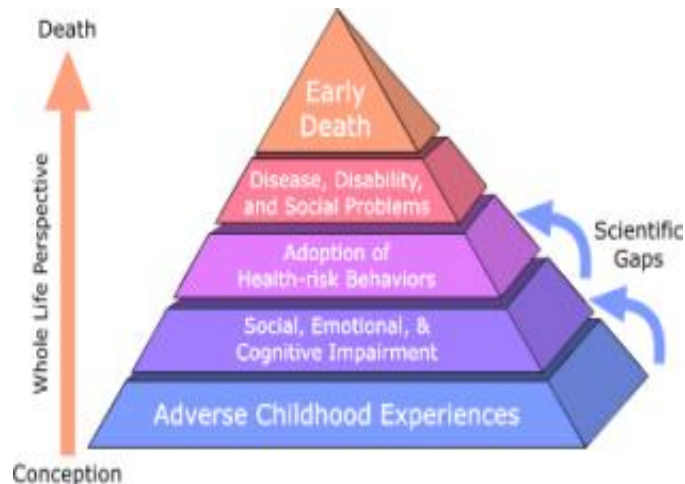 Death
Early
Death
Disease, Disability,
and Social Problems
Adoption of
Health-risk Behaviors
Social, Emotional, &
Cognitive Impairment
Adverse Childhood Experiences
Scientific
Gaps
Whole Life Perspective
Conception